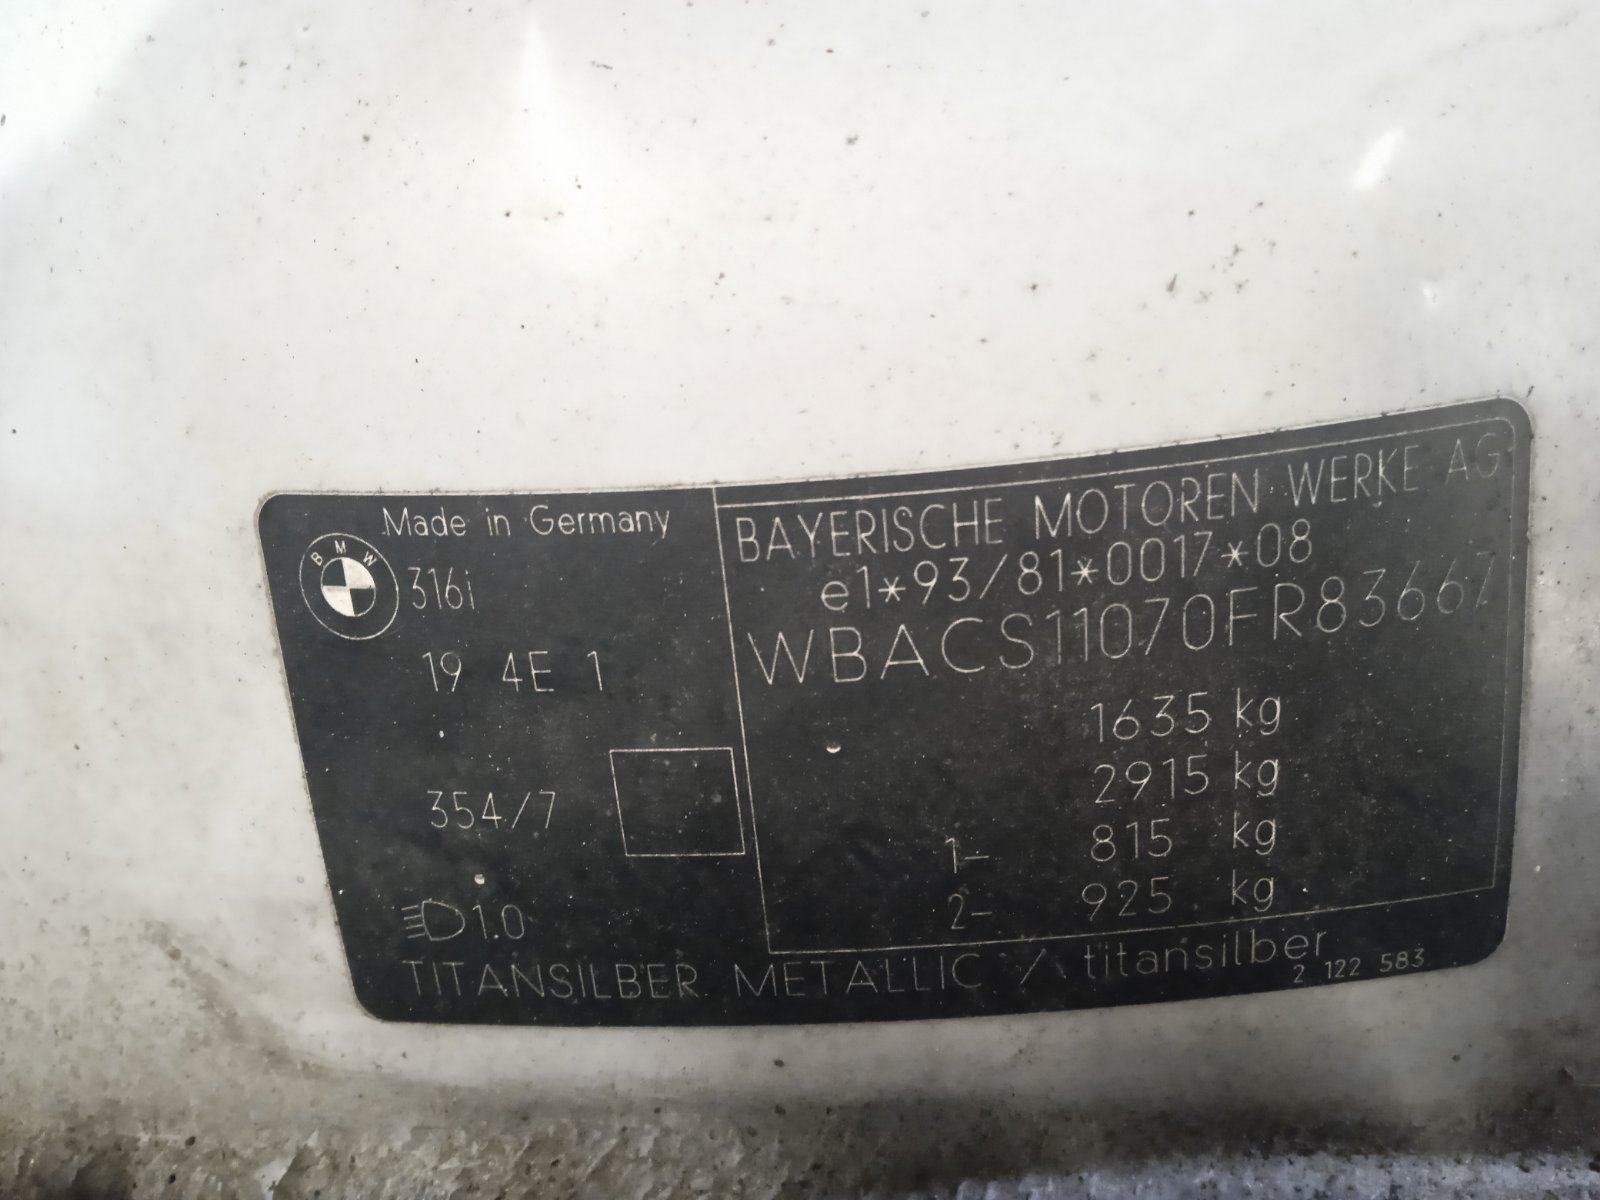 Made in Germany
BMW
316i
19 4E 1
354/7
1.0
BAYERISCHE MOTOREN WERKE AG
e1*93/81*0017*08
1635 kg
2915 kg
1- 815 kg
2- 925 kg
TITANSILBER METALLIC / titansilber
2 122 583